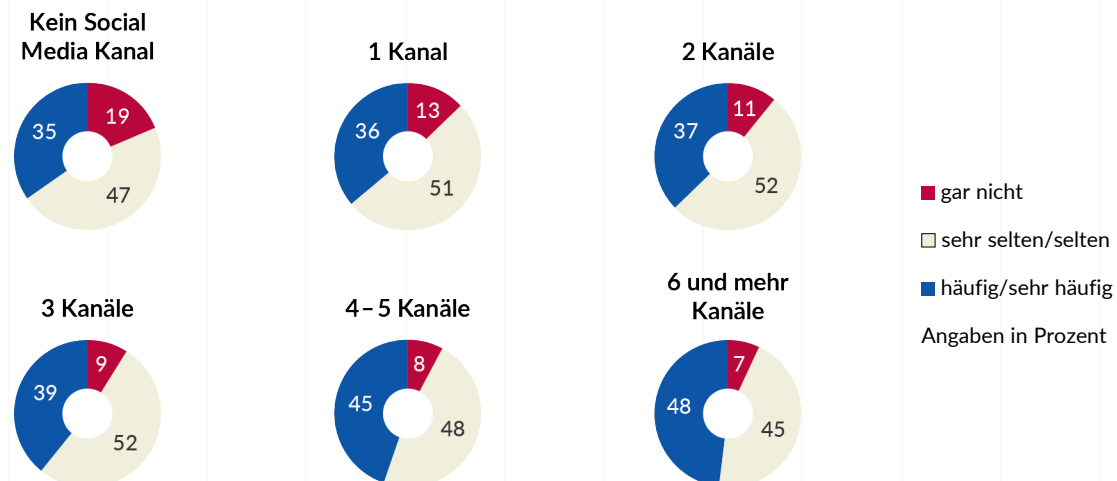 Kein Social
Media Kanal
1 Kanal
2 Kanäle
35
19
47
36
13
51
37
11
52
gar nicht
sehr selten/selten
häufig/sehr häufig
Angaben in Prozent
3 Kanäle
4–5 Kanäle
6 und mehr
Kanäle
39
9
52
45
8
48
48
7
45